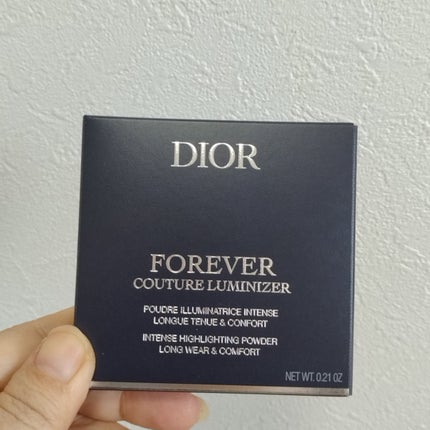 DIOR
FOREVER
COUTURE LUMINIZER
POUDRE ILLUMINATRICE INTENSE
LONGUE TENUE & CONFORT
INTENSE HIGHLIGHTING POWDER
LONG WEAR & COMFORT
NET WT. 0.21 OZ